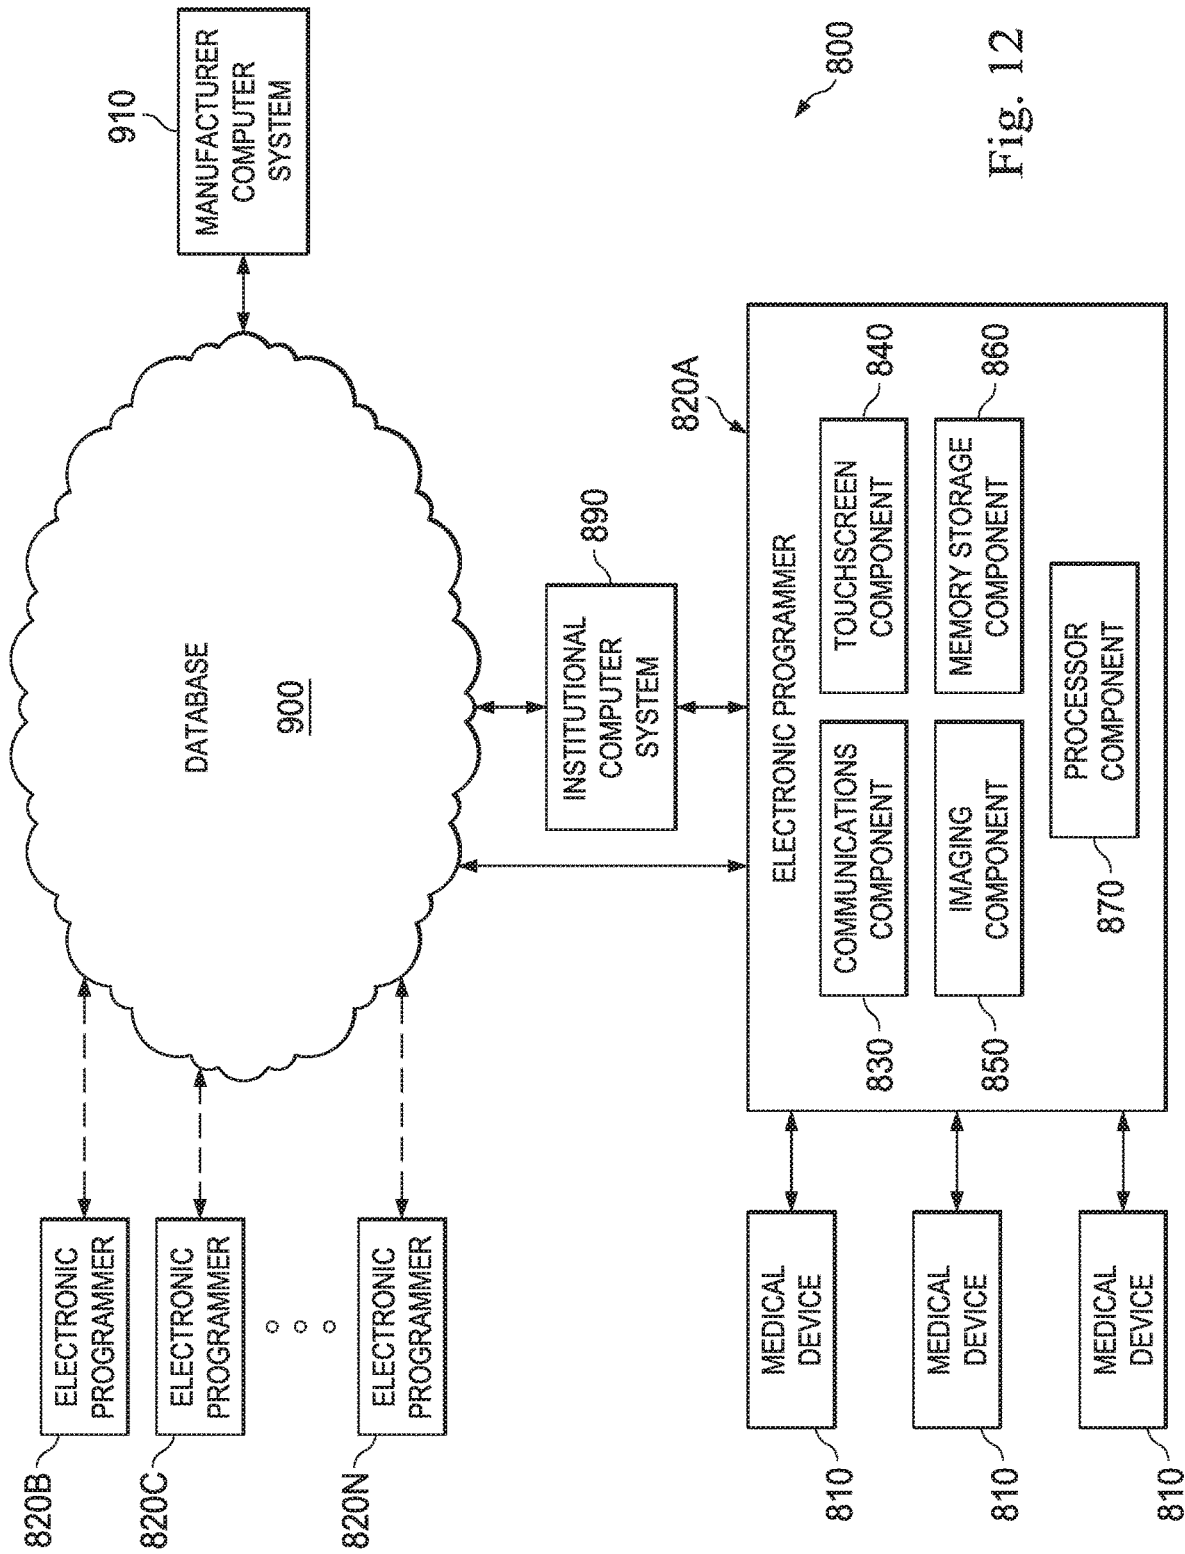 820B
ELECTRONIC
PROGRAMMER
820C
ELECTRONIC
PROGRAMMER
820N
ELECTRONIC
PROGRAMMER
DATABASE
900
910
MANUFACTURER
COMPUTER
SYSTEM
INSTITUTIONAL
COMPUTER
SYSTEM
890
820A
ELECTRONIC PROGRAMMER
830
COMMUNICATIONS
COMPONENT
TOUCHSCREEN
COMPONENT
840
850
IMAGING
COMPONENT
MEMORY STORAGE
COMPONENT
860
870
PROCESSOR
COMPONENT
810
MEDICAL
DEVICE
810
MEDICAL
DEVICE
810
MEDICAL
DEVICE
800
Fig. 12